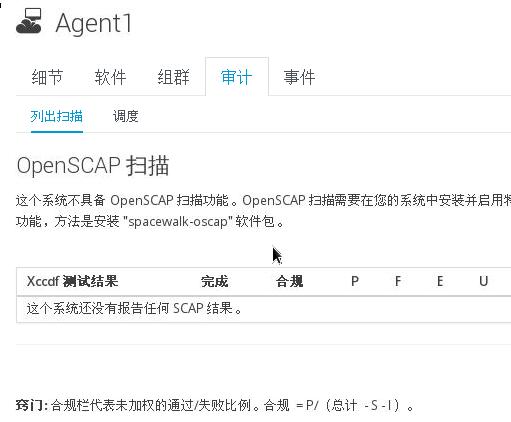 Agent1
细节 软件 组群 审计 事件
列出扫描 调度
OpenSCAP 扫描
这个系统不具备 OpenSCAP 扫描功能。OpenSCAP 扫描需要在您的系统中安装并启用
功能，方法是安装 "spacewalk-oscap" 软件包。
Xccdf 测试结果 完成 合规 P F E U
这个系统还没有报告任何 SCAP 结果。
窍门: 合规栏代表未加权的通过/失败比例。合规 = P/（总计 - S - I）。